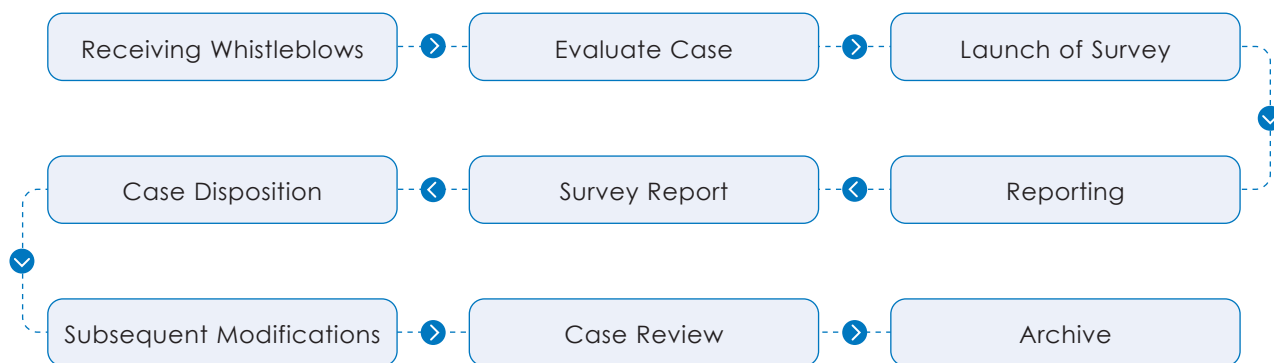 Receiving Whistleblows
Evaluate Case
Launch of Survey
Reporting
Survey Report
Case Disposition
Subsequent Modifications
Case Review
Archive